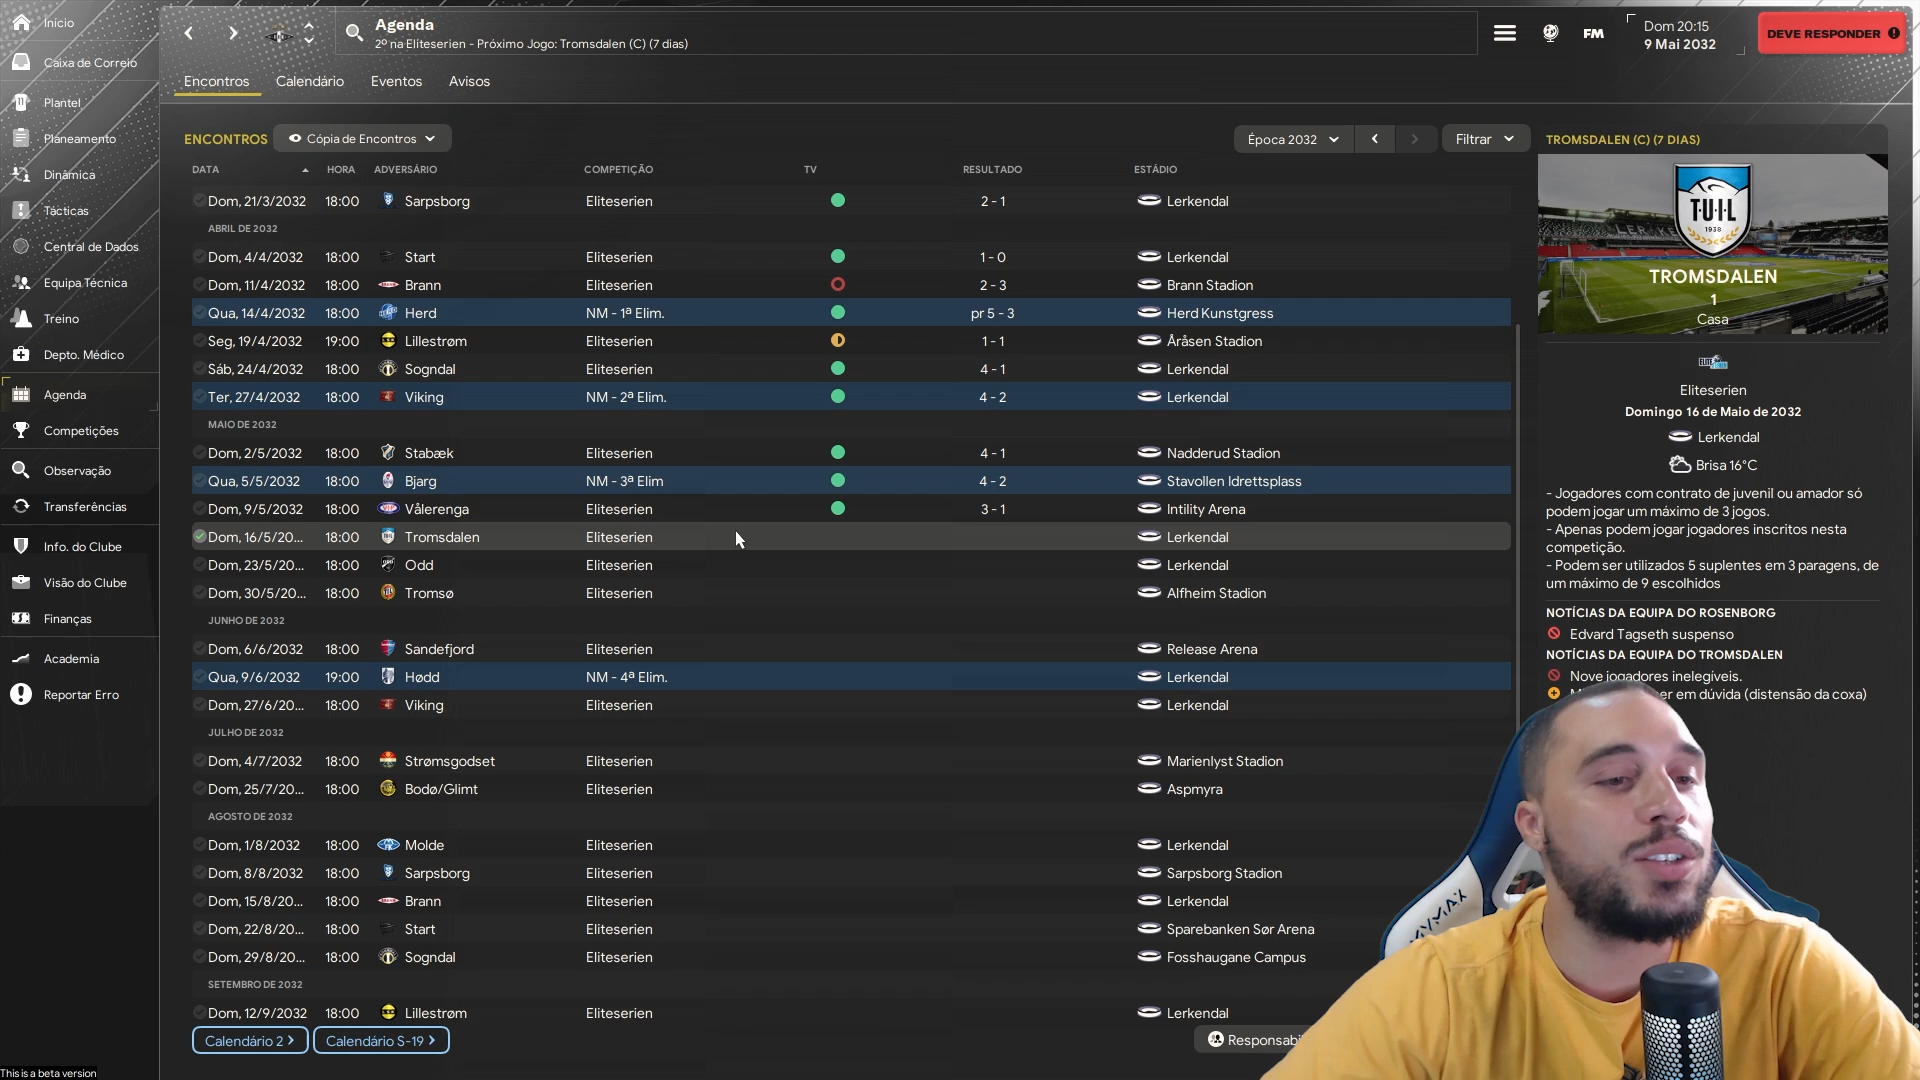 Início
Caixa de Correio
Plantel
Planeamento
Dinâmica
Tácticas
Central de Dados
Equipa Técnica
Treino
Depto. Médico
Agenda
Competições
Observação
Transferências
Info. do Clube
Visão do Clube
Finanças
Academia
Reportar Erro
This is a beta version
Agenda
2º na Eliteserien - Próximo Jogo: Tromsdalen (C) (7 dias)
FM
Dom 20:15
9 Mai 2032
DEVE RESPONDER
Encontros Calendário Eventos Avisos
ENCONTROS Cópia de Encontros Época 2032 Filtrar
DATA HORA ADVERSÁRIO COMPETIÇÃO TV RESULTADO ESTÁDIO
Dom, 21/3/2032 18:00 Sarpsborg Eliteserien 2 - 1 Lerkendal
ABRIL DE 2032
Dom, 4/4/2032 18:00 Start Eliteserien 1 - 0 Lerkendal
Dom, 11/4/2032 18:00 Brann Eliteserien 2 - 3 Brann Stadion
Qua, 14/4/2032 18:00 Herd NM - 1ª Elim. pr 5 - 3 Herd Kunstgress
Seg, 19/4/2032 19:00 Lillestrøm Eliteserien 1 - 1 Åråsen Stadion
Sáb, 24/4/2032 18:00 Sogndal Eliteserien 4 - 1 Lerkendal
Ter, 27/4/2032 18:00 Viking NM - 2ª Elim. 4 - 2 Lerkendal
MAIO DE 2032
Dom, 2/5/2032 18:00 Stabæk Eliteserien 4 - 1 Nadderud Stadion
Qua, 5/5/2032 18:00 Bjarg NM - 3ª Elim 4 - 2 Stavollen Idrettsplass
Dom, 9/5/2032 18:00 Vålerenga Eliteserien 3 - 1 Intility Arena
Dom, 16/5/20... 18:00 Tromsdalen Eliteserien Lerkendal
Dom, 23/5/20... 18:00 Odd Eliteserien Lerkendal
Dom, 30/5/20... 18:00 Tromsø Eliteserien Alfheim Stadion
JUNHO DE 2032
Dom, 6/6/2032 18:00 Sandefjord Eliteserien Release Arena
Qua, 9/6/2032 19:00 Hødd NM - 4ª Elim. Lerkendal
Dom, 27/6/20... 18:00 Viking Eliteserien Lerkendal
JULHO DE 2032
Dom, 4/7/2032 18:00 Strømsgodset Eliteserien Marienlyst Stadion
Dom, 25/7/20... 18:00 Bodø/Glimt Eliteserien Aspmyra
AGOSTO DE 2032
Dom, 1/8/2032 18:00 Molde Eliteserien Lerkendal
Dom, 8/8/2032 18:00 Sarpsborg Eliteserien Sarpsborg Stadion
Dom, 15/8/20... 18:00 Brann Eliteserien Lerkendal
Dom, 22/8/20... 18:00 Start Eliteserien Sparebanken Sør Arena
Dom, 29/8/20... 18:00 Sogndal Eliteserien Fosshaugane Campus
SETEMBRO DE 2032
Dom, 12/9/2032 18:00 Lillestrøm Eliteserien Lerkendal
Calendário 2 Calendário S-19
TROMSDALEN (C) (7 DIAS)
T.U.I.L
1938
TROMSDALEN
1
Casa
Eliteserien
Domingo 16 de Maio de 2032
Lerkendal
Brisa 16°C
- Jogadores com contrato de juvenil ou amador só
podem jogar um máximo de 3 jogos.
- Apenas podem jogar jogadores inscritos nesta
competição.
- Podem ser utilizados 5 suplentes em 3 paragens, de
um máximo de 9 escolhidos
NOTÍCIAS DA EQUIPA DO ROSENBORG
Edvard Tagseth suspenso
NOTÍCIAS DA EQUIPA DO TROMSDALEN
Nove jogadores inelegíveis.
em dúvida (distensão da coxa)